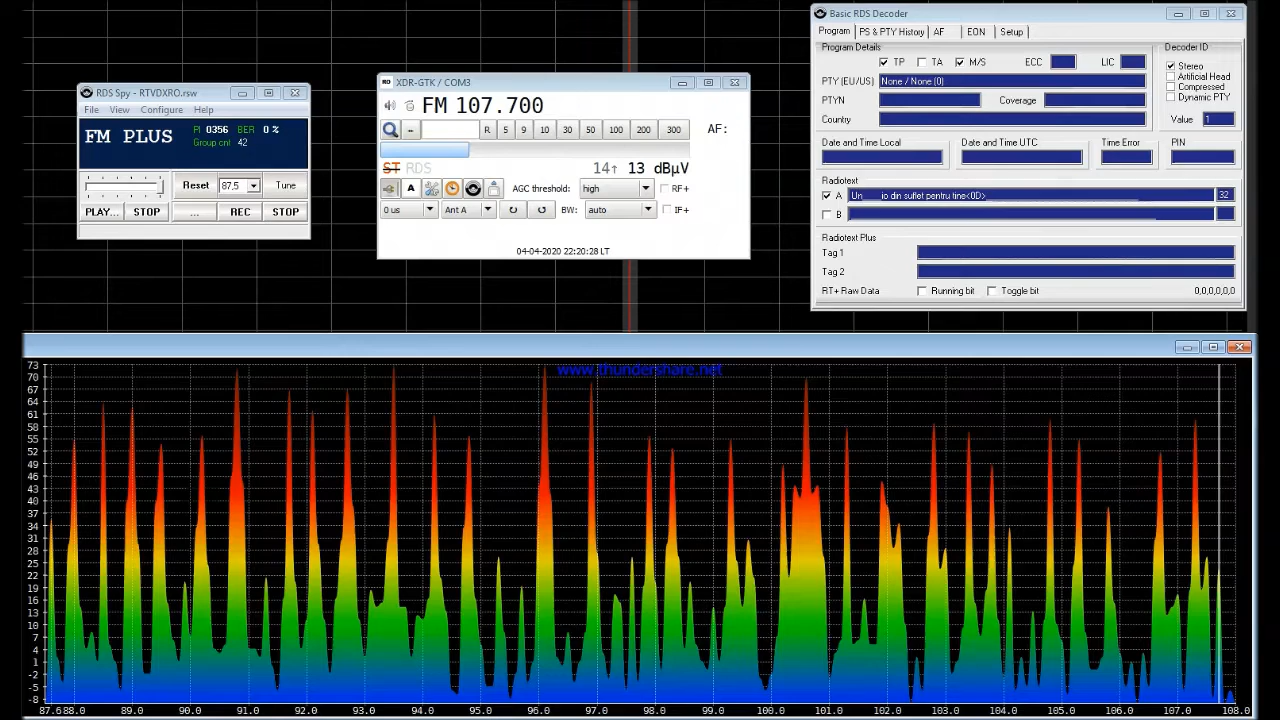 RDS Spy - RTVDXRO.rsw
File View Configure Help
FM PLUS
PI 0356 BER 0 %
Group cnt 42
Reset 87.5 Tune
PLAY... STOP ... REC STOP
XDR-GTK / COM3
FM 107.700
R 5 9 10 30 50 100 200 300 AF:
ST RDS 14↑ 13 dBµV
A AGC threshold: high RF+
0 us Ant A BW: auto IF+
04-04-2020 22:20:28 LT
Basic RDS Decoder
Program PS & PTY History AF EON Setup
Program Details
TP TA M/S ECC LIC
PTY (EU/US) None / None (0)
PTYN Coverage
Country
Decoder ID
Stereo
Artificial Head
Compressed
Dynamic PTY
Value 1
Date and Time Local Date and Time UTC Time Error PIN
Radiotext
A Un____io din suflet pentru tine<0D> 32
B
Radiotext Plus
Tag 1
Tag 2
RT+ Raw Data Running bit Toggle bit 0,0,0,0,0,0
www.thundershare.net
73
70
67
64
61
58
55
52
49
46
43
40
37
34
31
28
25
22
19
16
13
10
7
4
1
-2
-5
-8
87.6 88.0 89.0 90.0 91.0 92.0 93.0 94.0 95.0 96.0 97.0 98.0 99.0 100.0 101.0 102.0 103.0 104.0 105.0 106.0 107.0 108.0